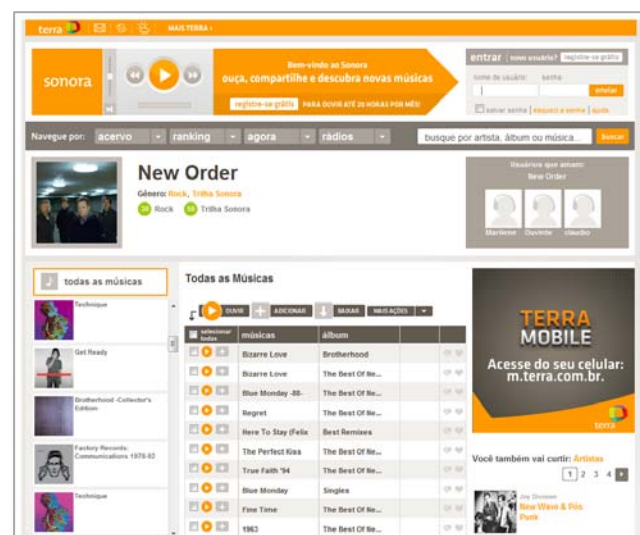 terra
MAIS TERRA
sonora
Bem-vindo ao Sonora
ouça, compartilhe e descubra novas músicas
registre-se grátis PARA OUVIR ATÉ 20 HORAS POR MÊS!
entrar | novo usuário? registre-se grátis
nome de usuário: senha
enviar
salvar senha | esqueci a senha | ajuda
Navegue por: acervo ranking agora rádios
busque por artista, álbum ou música... buscar
New Order
Gênero: Rock, Trilha Sonora
Rock Trilha Sonora
Usuários que amam:
New Order
Marilene claudio
todas as músicas
Technique
Get Ready
Brotherhood -Collector's
Edition-
Factory Records:
Communications 1978-92
Technique
Todas as Músicas
OUVIR ADICIONAR BAIXAR MAIS AÇÕES
selecionar
todos
músicas álbum
Bizarre Love Brotherhood
Bizarre Love The Best Of Ne...
Blue Monday -88- The Best Of Ne...
Regret The Best Of Ne...
Here To Stay (Felix Best Remixes
The Perfect Kiss The Best Of Ne...
True Faith '94 The Best Of Ne...
Blue Monday Singles
Fine Time The Best Of Ne...
1963 The Best Of Ne...
TERRA
MOBILE
Acesse do seu celular:
m.terra.com.br.
terra
Você também vai curtir: Artistas
1 2 3 4
Joy Division
New Wave & Pós
Punk